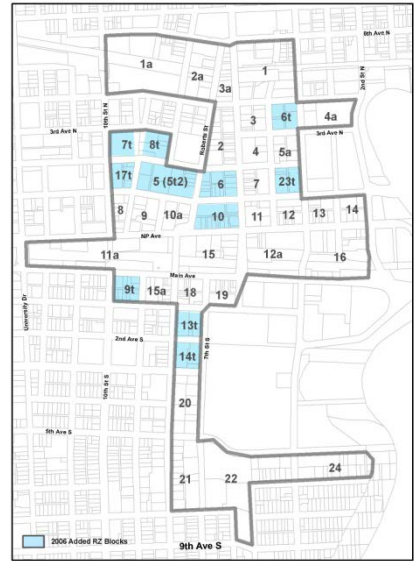 6th Ave N
1
1a
2a
3a
10th St N
2nd St N
3
6t
4a
3rd Ave N
3rd Ave N
Roberts St
7t
8t
2
4
5a
17t
5 (5t2)
6
7
23t
8
9
10a
10
11
12
13
14
NP Ave
11a
15
12a
16
Main Ave
University Dr
9t
15a
18
19
13t
2nd Ave S
7th St S
14t
10th St S
20
5th Ave S
21
22
24
2006 Added RZ Blocks
9th Ave S